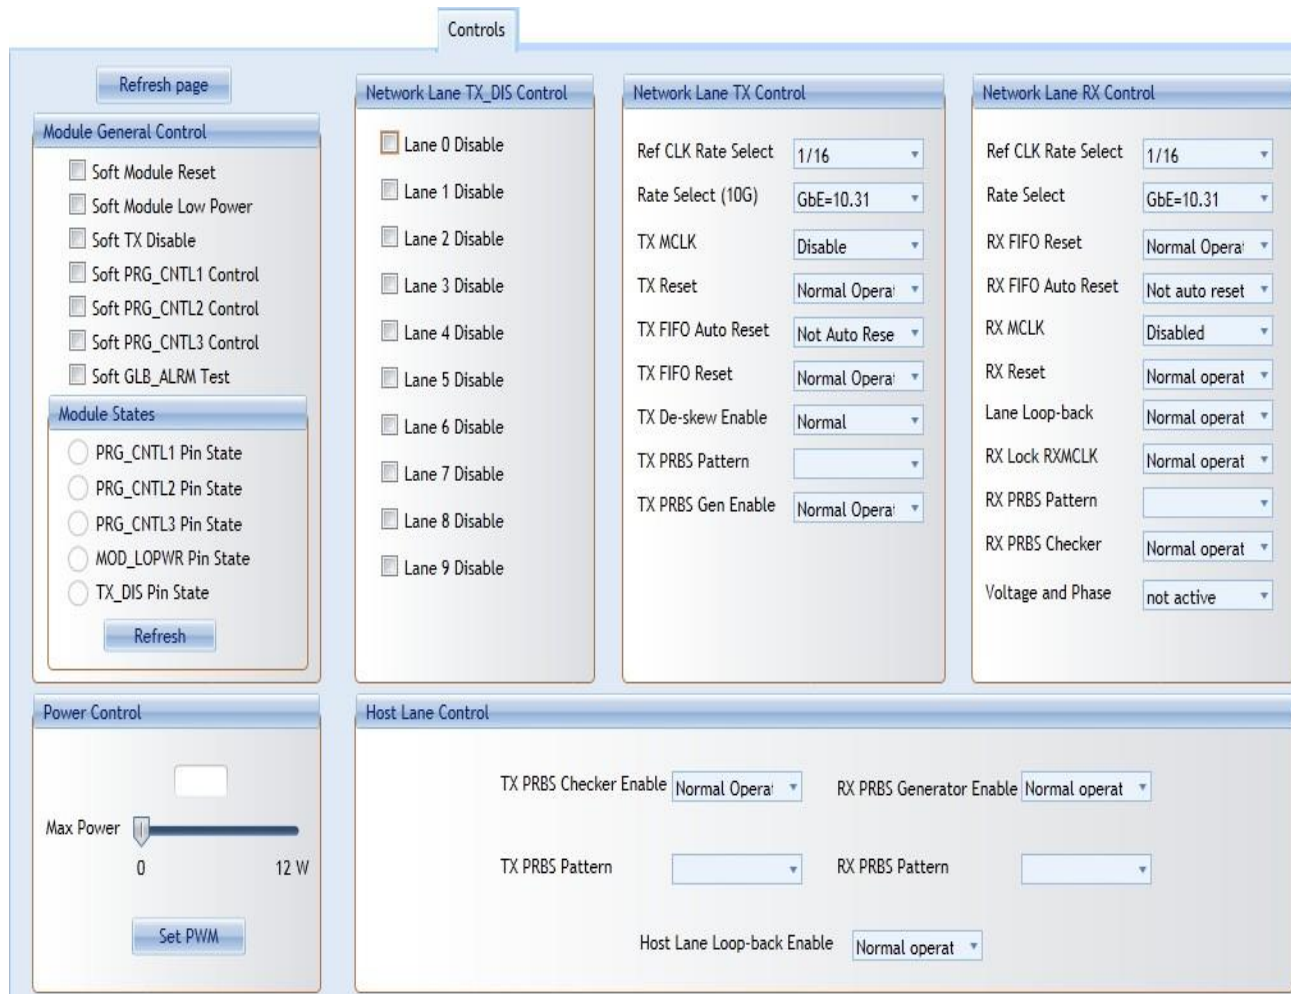 Controls
Refresh page
Module General Control
Soft Module Reset
Soft Module Low Power
Soft TX Disable
Soft PRG_CNTL1 Control
Soft PRG_CNTL2 Control
Soft PRG_CNTL3 Control
Soft GLB_ALRM Test
Module States
PRG_CNTL1 Pin State
PRG_CNTL2 Pin State
PRG_CNTL3 Pin State
MOD_LOPWR Pin State
TX_DIS Pin State
Refresh
Network Lane TX_DIS Control
Lane 0 Disable
Lane 1 Disable
Lane 2 Disable
Lane 3 Disable
Lane 4 Disable
Lane 5 Disable
Lane 6 Disable
Lane 7 Disable
Lane 8 Disable
Lane 9 Disable
Network Lane TX Control
Ref CLK Rate Select 1/16
Rate Select (10G) GbE=10.31
TX MCLK Disable
TX Reset Normal Opera
TX FIFO Auto Reset Not Auto Rese
TX FIFO Reset Normal Opera
TX De-skew Enable Normal
TX PRBS Pattern
TX PRBS Gen Enable Normal Opera
Network Lane RX Control
Ref CLK Rate Select 1/16
Rate Select GbE=10.31
RX FIFO Reset Normal Opera
RX FIFO Auto Reset Not auto reset
RX MCLK Disabled
RX Reset Normal operat
Lane Loop-back Normal operat
RX Lock RXMCLK Normal operat
RX PRBS Pattern
RX PRBS Checker Normal operat
Voltage and Phase not active
Power Control
Max Power
0 12 W
Set PWM
Host Lane Control
TX PRBS Checker Enable Normal Opera RX PRBS Generator Enable Normal operat
TX PRBS Pattern RX PRBS Pattern
Host Lane Loop-back Enable Normal operat